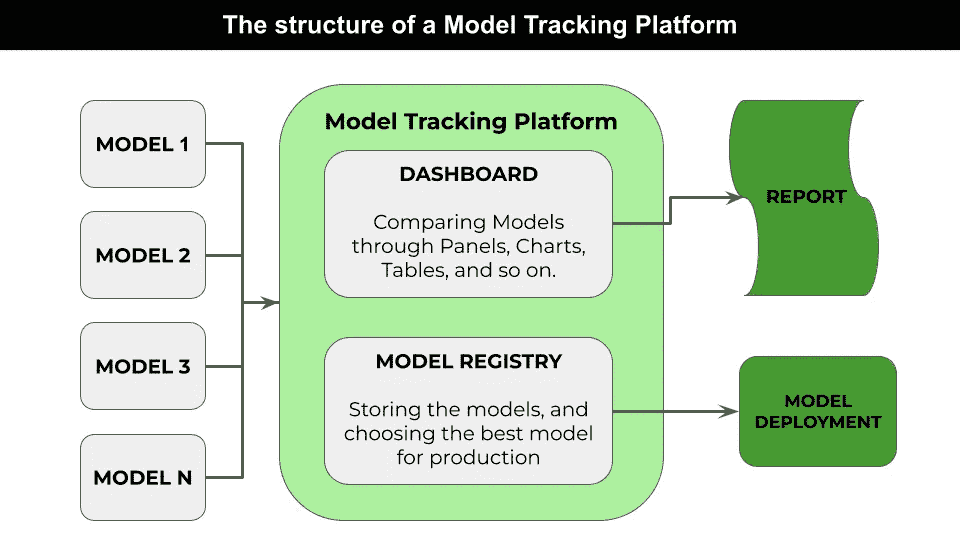 The structure of a Model Tracking Platform
MODEL 1
MODEL 2
MODEL 3
MODEL N
Model Tracking Platform
DASHBOARD
Comparing Models
through Panels, Charts,
Tables, and so on.
MODEL REGISTRY
Storing the models, and
choosing the best model
for production
REPORT
MODEL
DEPLOYMENT